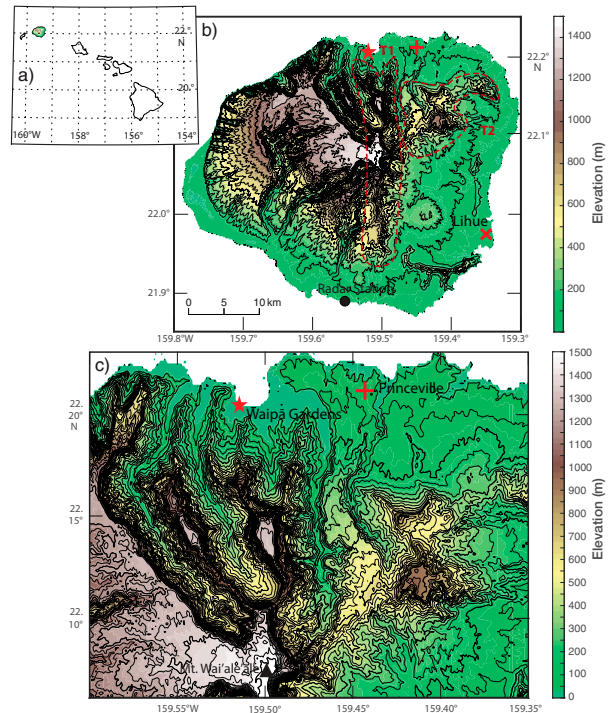 a)
22.°
N
20.°
160°W
158°
156°
154°
b)
T1
T2
22.2°
N
22.1°
22.0°
21.9°
Lihue
Radar Station
0 5 10 km
159.8°W
159.7°
159.6°
159.5°
159.4°
159.3°
1400
1200
1000
800
600
400
200
Elevation (m)
c)
Princeville
Waipā Gardens
Mt. Wai'ale'ale
22.
20°
N
22.
15°
22.
10°
159.55°
159.50°
159.45°
159.40°
159.35°
1500
1400
1300
1200
1100
1000
900
800
700
600
500
400
300
200
100
0
Elevation (m)